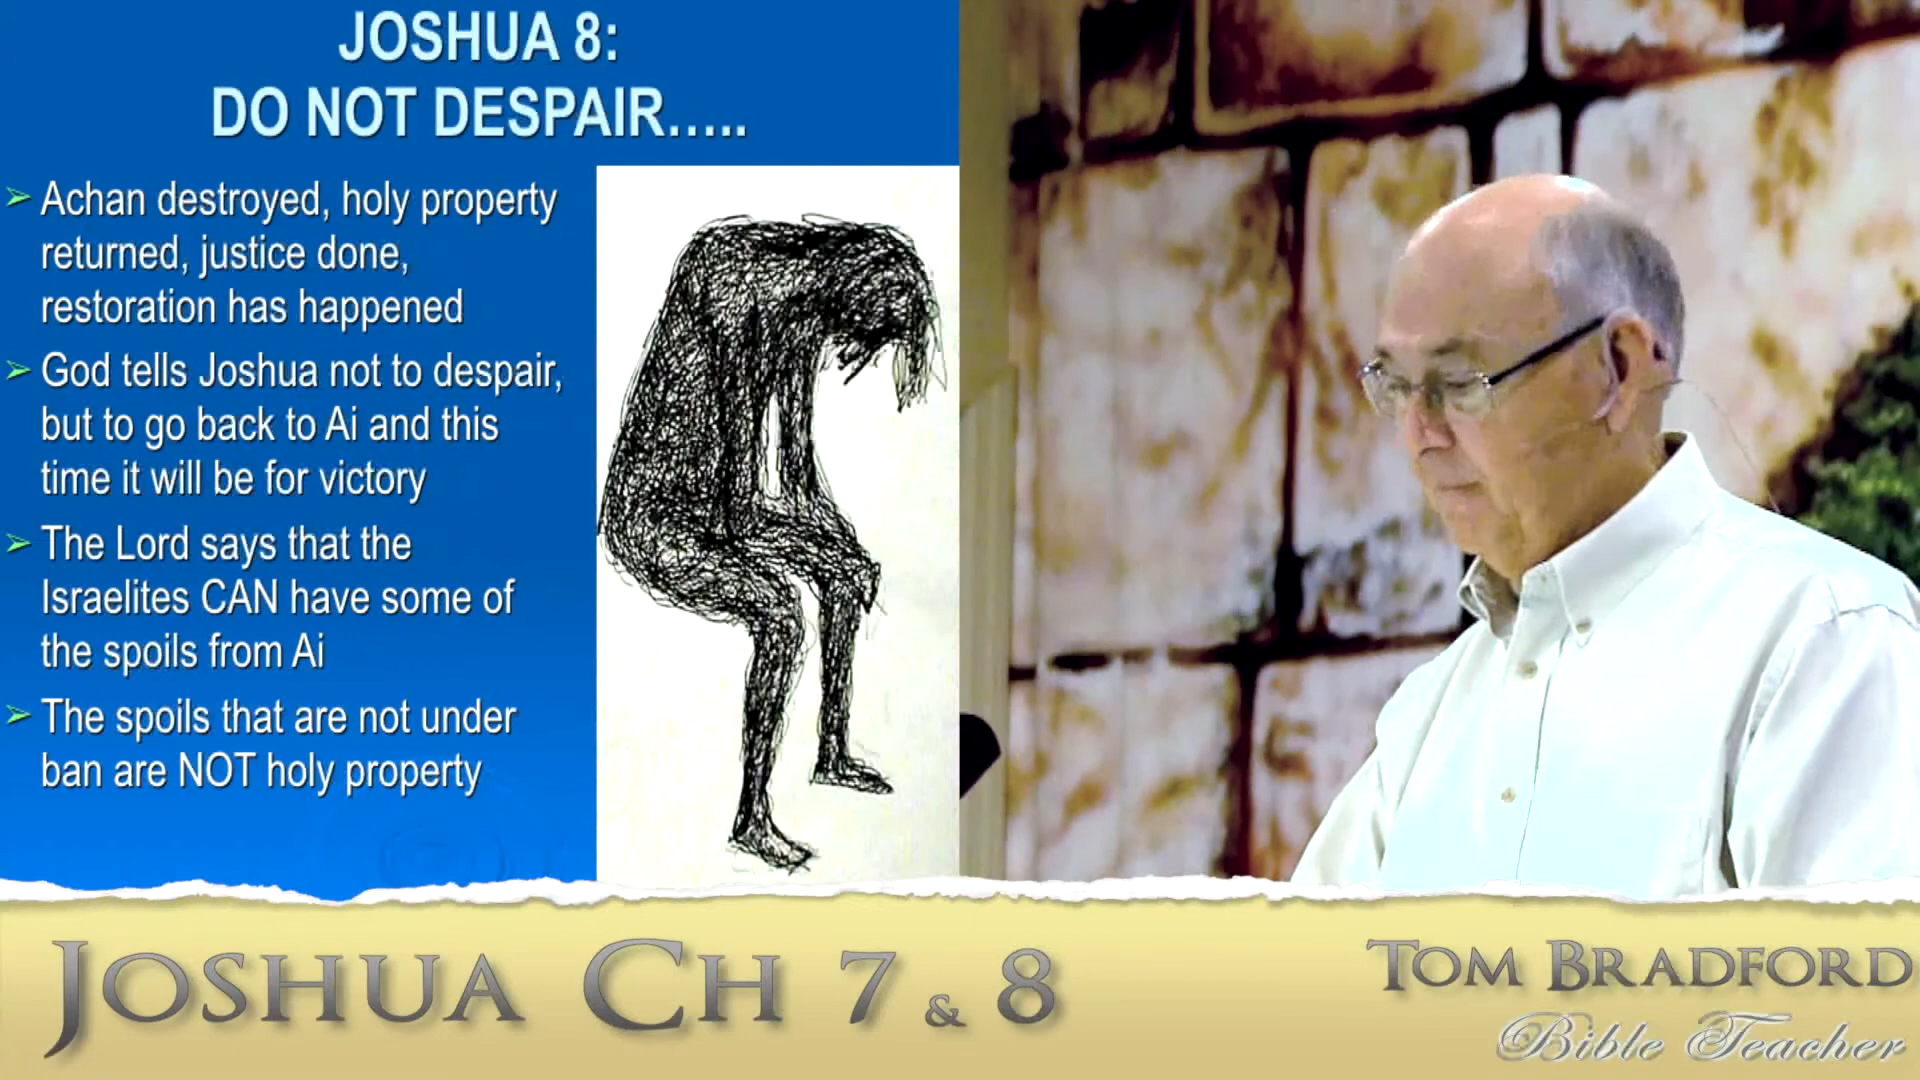 JOSHUA 8:
DO NOT DESPAIR.....
➢ Achan destroyed, holy property
returned, justice done,
restoration has happened
➢ God tells Joshua not to despair,
but to go back to Ai and this
time it will be for victory
➢ The Lord says that the
Israelites CAN have some of
the spoils from Ai
➢ The spoils that are not under
ban are NOT holy property
JOSHUA CH 7 & 8
TOM BRADFORD
Bible Teacher